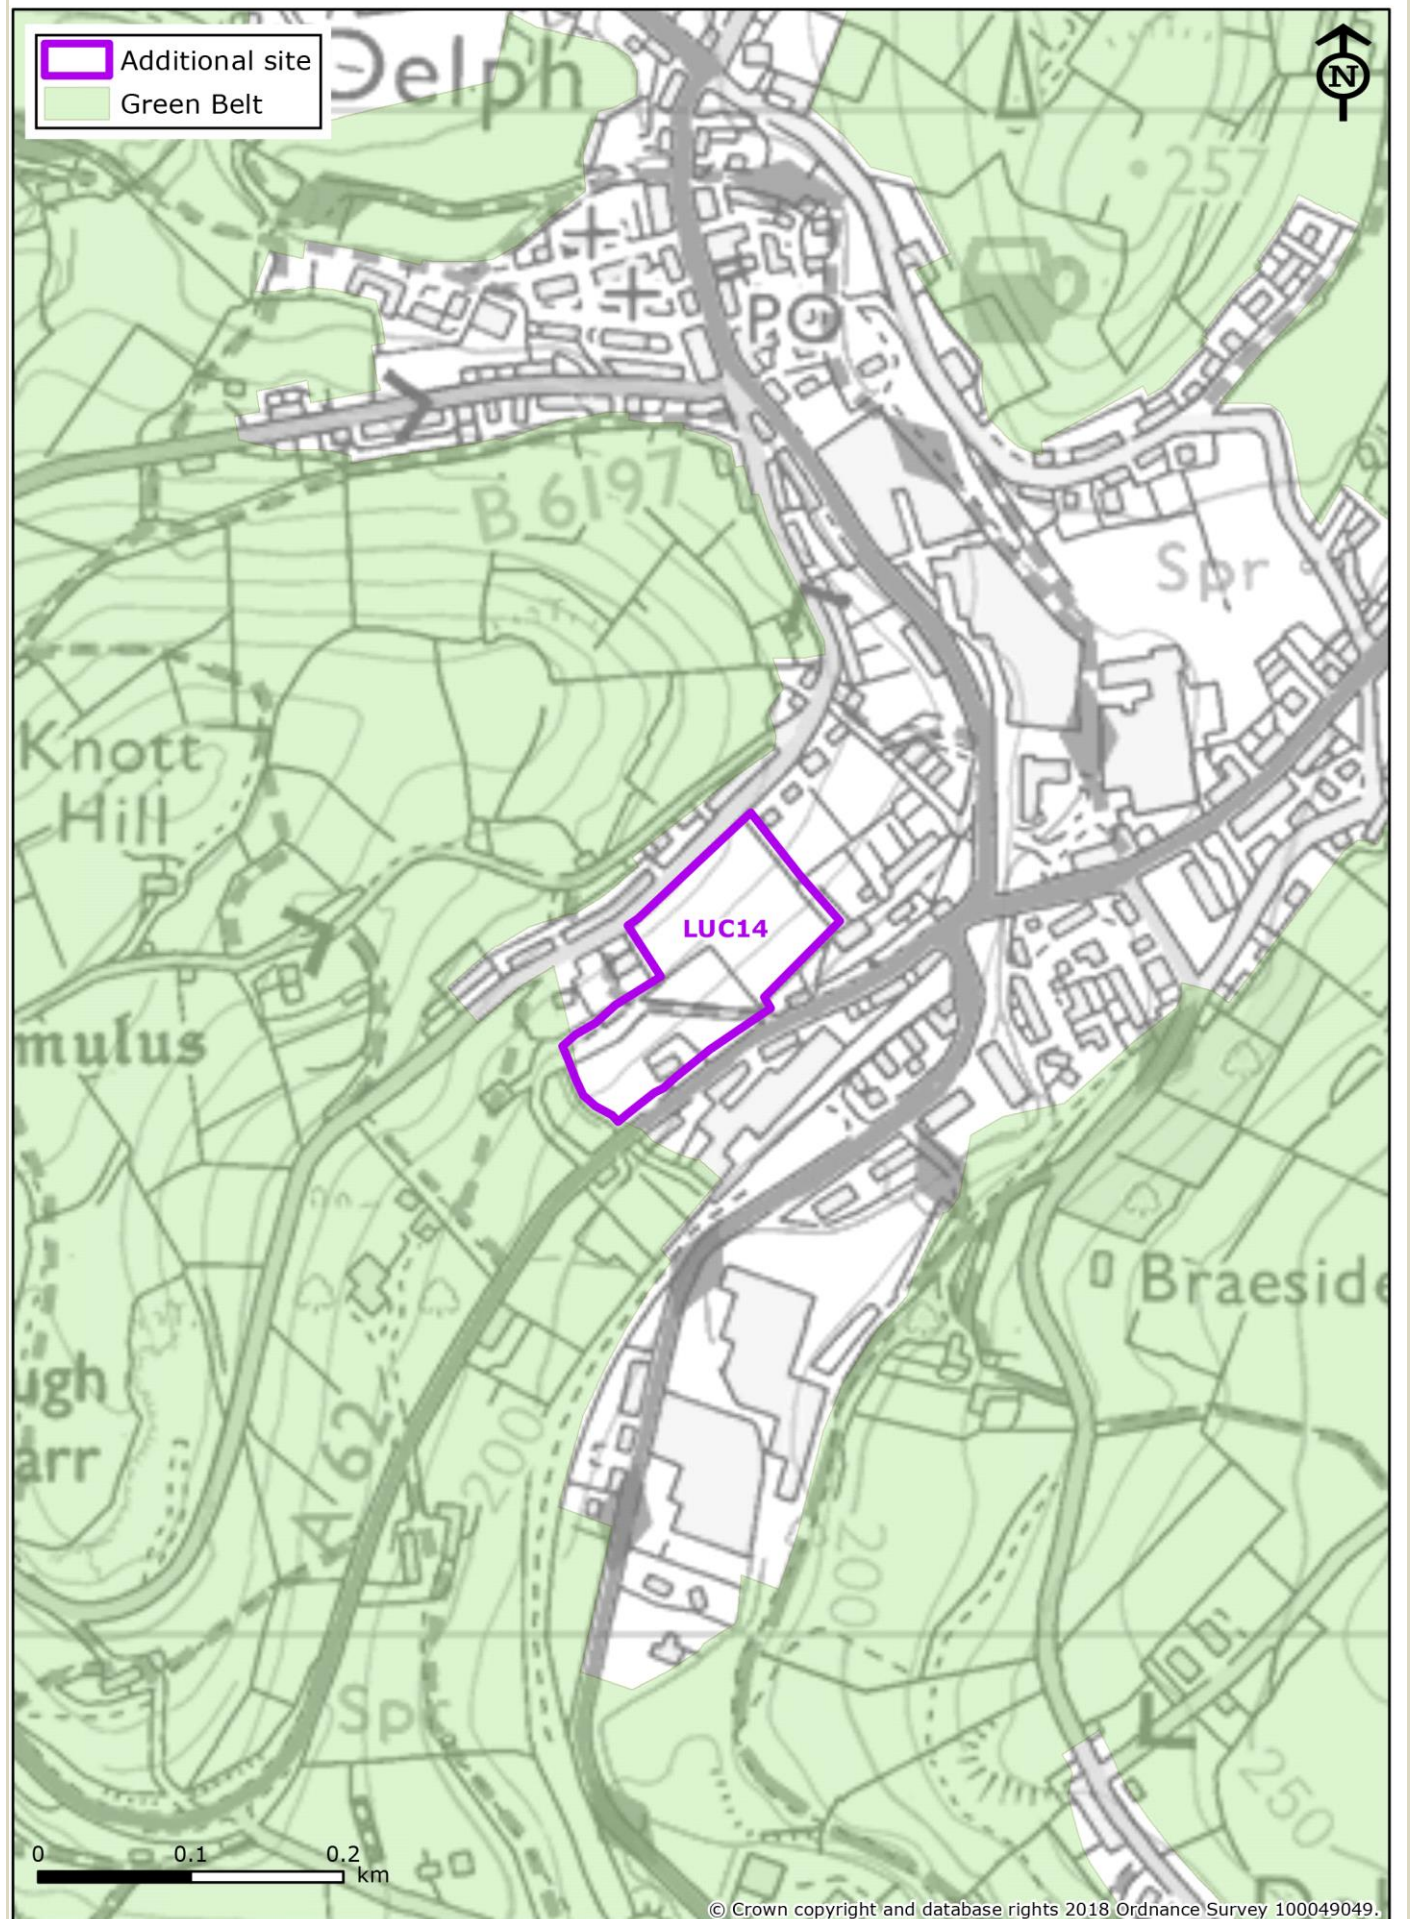 Additional site
Green Belt
Delph
N
257
PO
B 6197
Spr
Knott
Hill
LUC14
mulus
Braeside
ugh
arr
A 62
200
200
Spr
250
0 0.1 0.2
km
© Crown copyright and database rights 2018 Ordnance Survey 100049049.